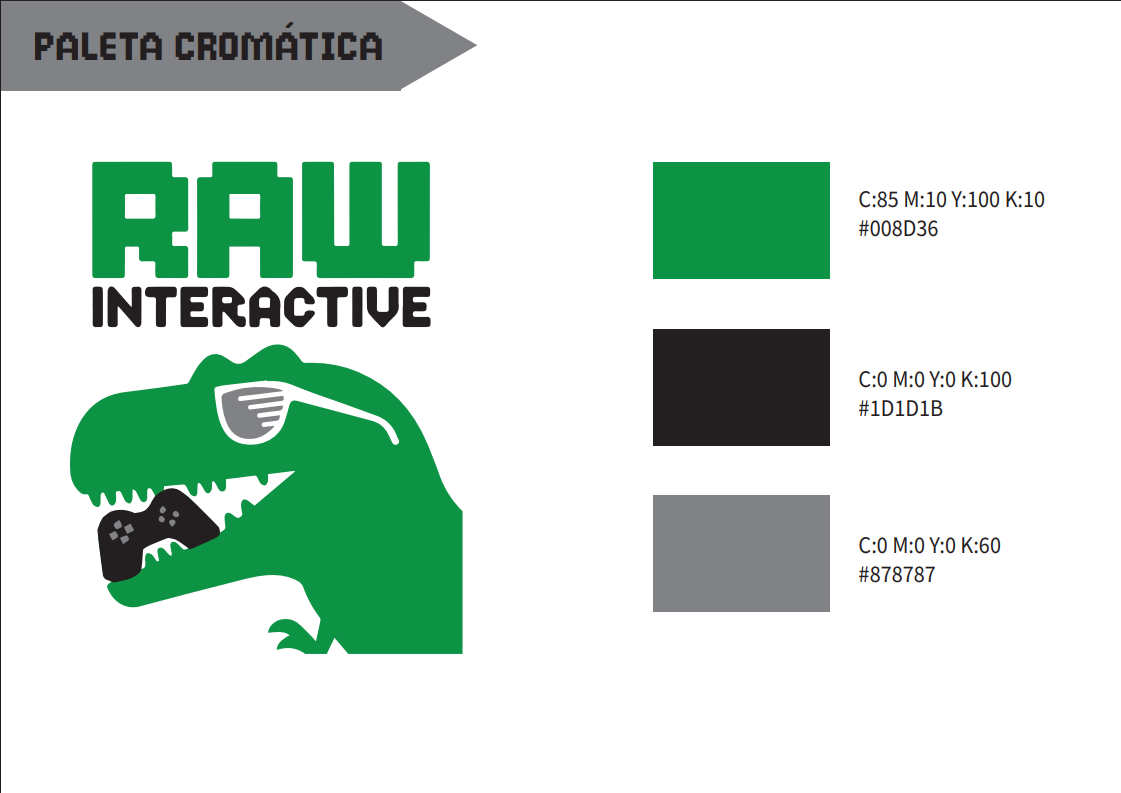 PALETA CROMÁTICA
RAW
INTERACTIVE
C:85 M:10 Y:100 K:10
#008D36
C:0 M:0 Y:0 K:100
#1D1D1B
C:0 M:0 Y:0 K:60
#878787